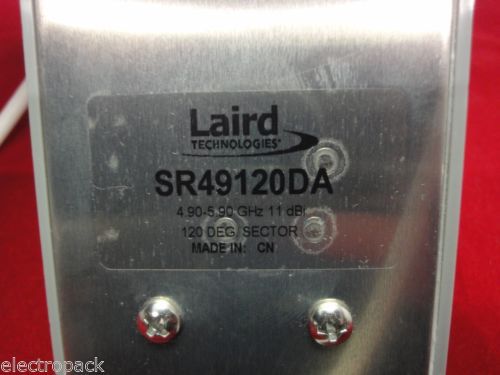 Laird
TECHNOLOGIES
SR49120DA
4.90-5.90 GHz 11 dBi
120 DEG SECTOR
MADE IN: CN
electropack